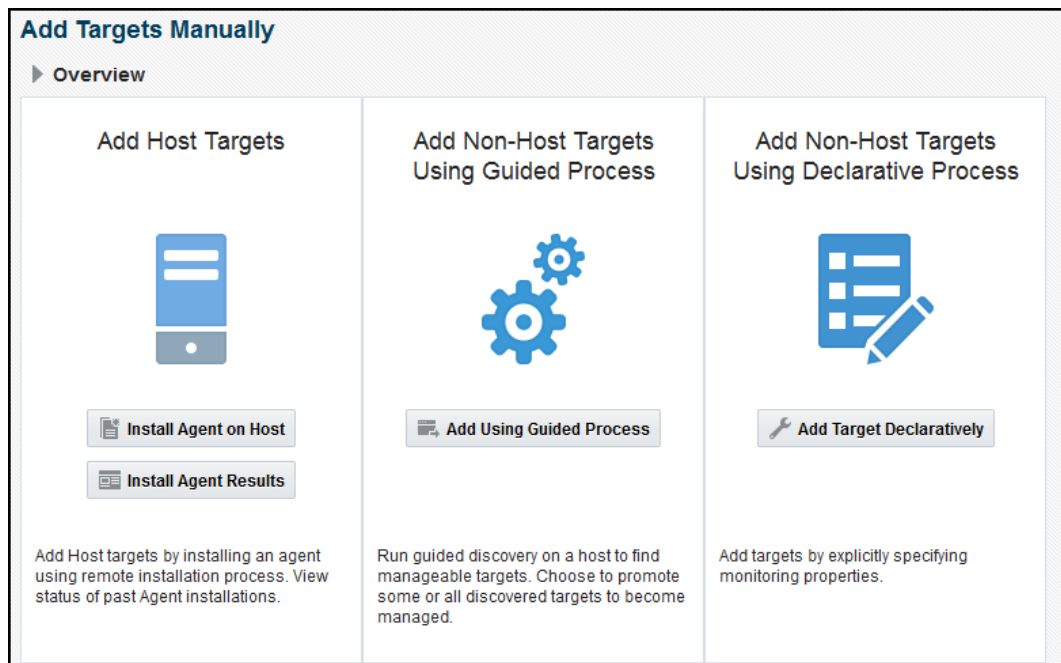 Add Targets Manually
Overview
Add Host Targets
Install Agent on Host
Install Agent Results
Add Host targets by installing an agent
using remote installation process. View
status of past Agent installations.
Add Non-Host Targets
Using Guided Process
Add Using Guided Process
Run guided discovery on a host to find
manageable targets. Choose to promote
some or all discovered targets to become
managed.
Add Non-Host Targets
Using Declarative Process
Add Target Declaratively
Add targets by explicitly specifying
monitoring properties.